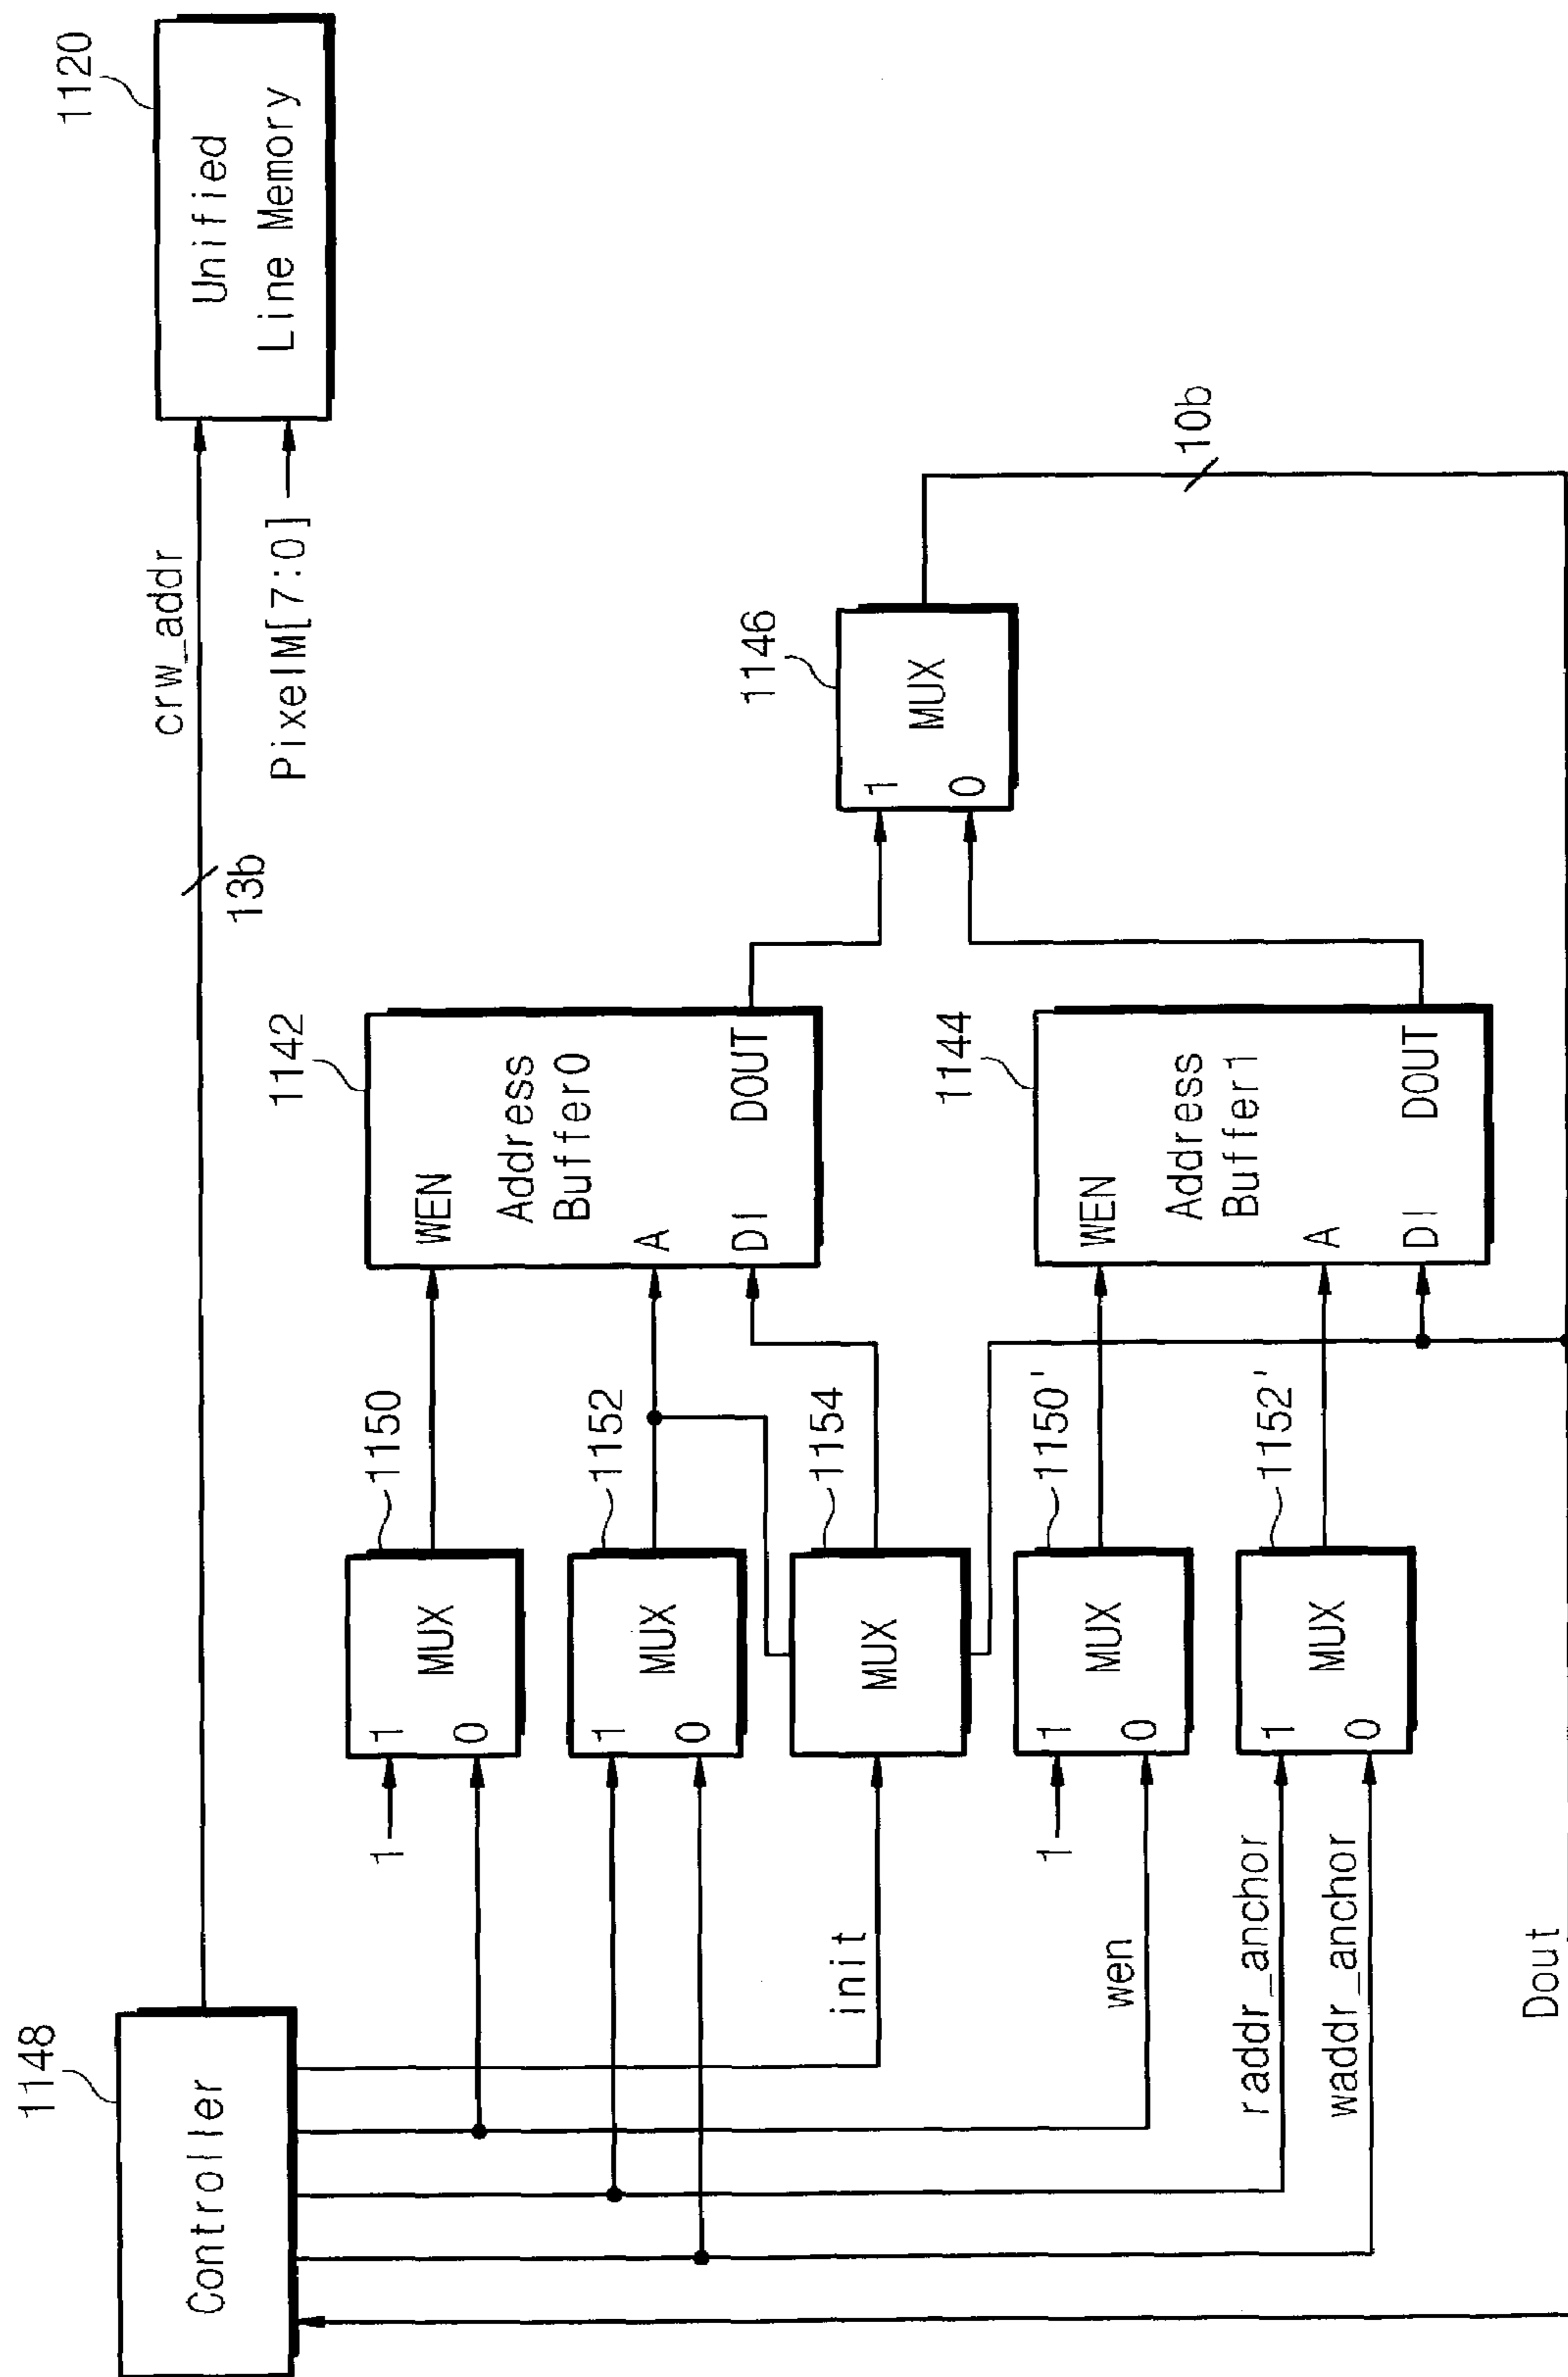 1148
Controller
13b
crw_addr
PixelM[7:0]
1120
Unified
Line Memory
1
1
0
MUX
1150
WEN
Address
Buffer0
A
DI
DOUT
1142
1
0
MUX
1152
init
MUX
1154
1
0
MUX
1146
10b
1
wen
1
0
MUX
1150'
raddr_anchor
waddr_anchor
1
0
MUX
1152'
WEN
Address
Buffer1
A
DI
DOUT
1144
Dout